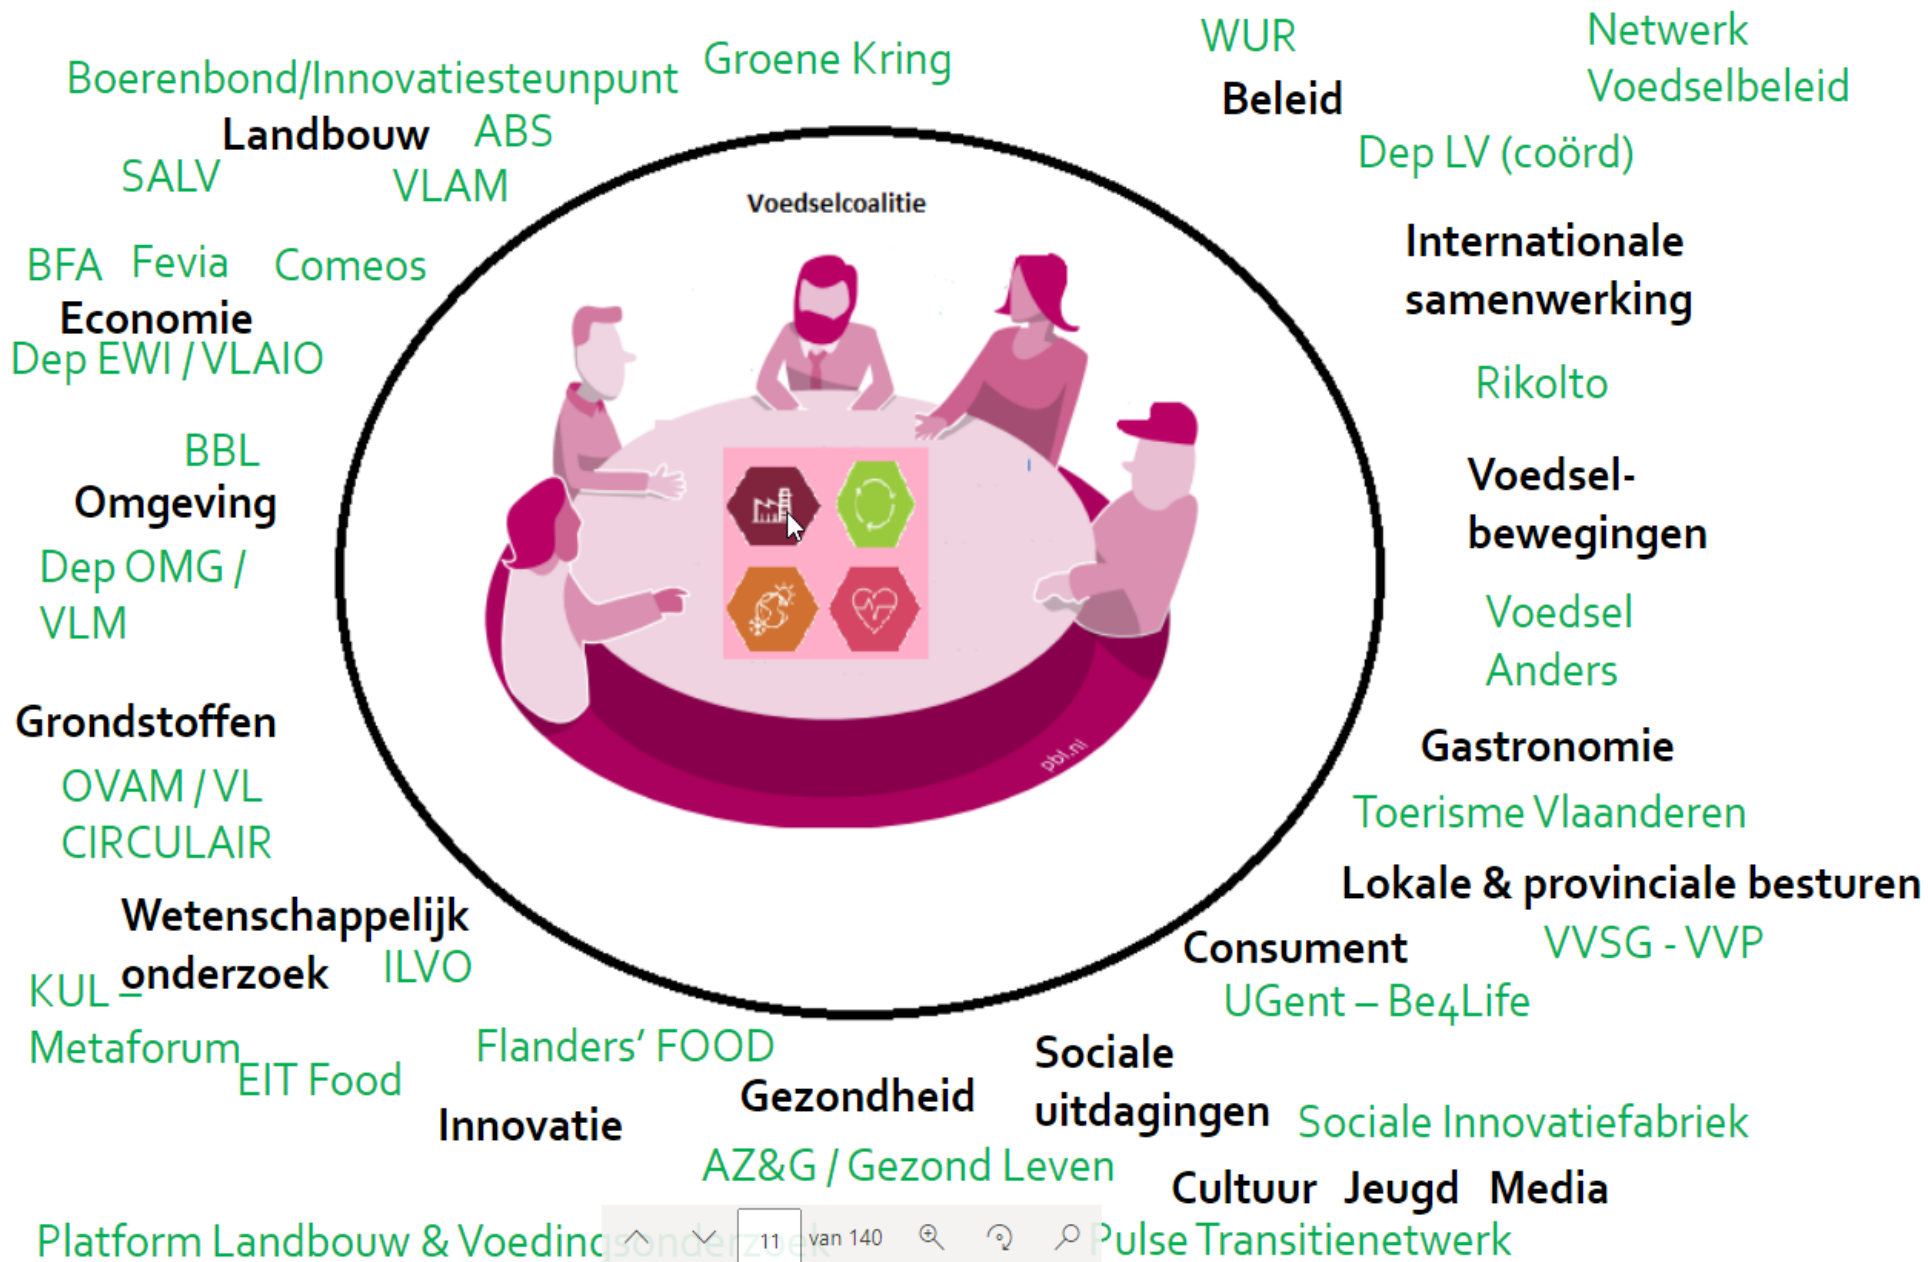 Groene Kring
WUR
Netwerk
Voedselbeleid
Boerenbond/Innovatiesteunpunt
Beleid
Landbouw
ABS
Dep LV (coörd)
SALV
VLAM
Voedselcoalitie
Internationale
samenwerking
BFA
Fevia
Comeos
Economie
Dep EWI / VLAIO
Rikolto
BBL
Omgeving
Voedsel-
bewegingen
Dep OMG /
VLM
Voedsel
Anders
Grondstoffen
Gastronomie
pbl.nl
OVAM / VL
CIRCULAIR
Toerisme Vlaanderen
Lokale & provinciale besturen
VVSG - VVP
Wetenschappelijk
onderzoek
ILVO
Consument
UGent – Be4Life
KUL –
Metaforum
EIT Food
Flanders’ FOOD
Innovatie
Gezondheid
AZ&G / Gezond Leven
Sociale
uitdagingen
Sociale Innovatiefabriek
Cultuur Jeugd Media
Platform Landbouw & Voedingsonderzoek
11 van 140
Pulse Transitienetwerk